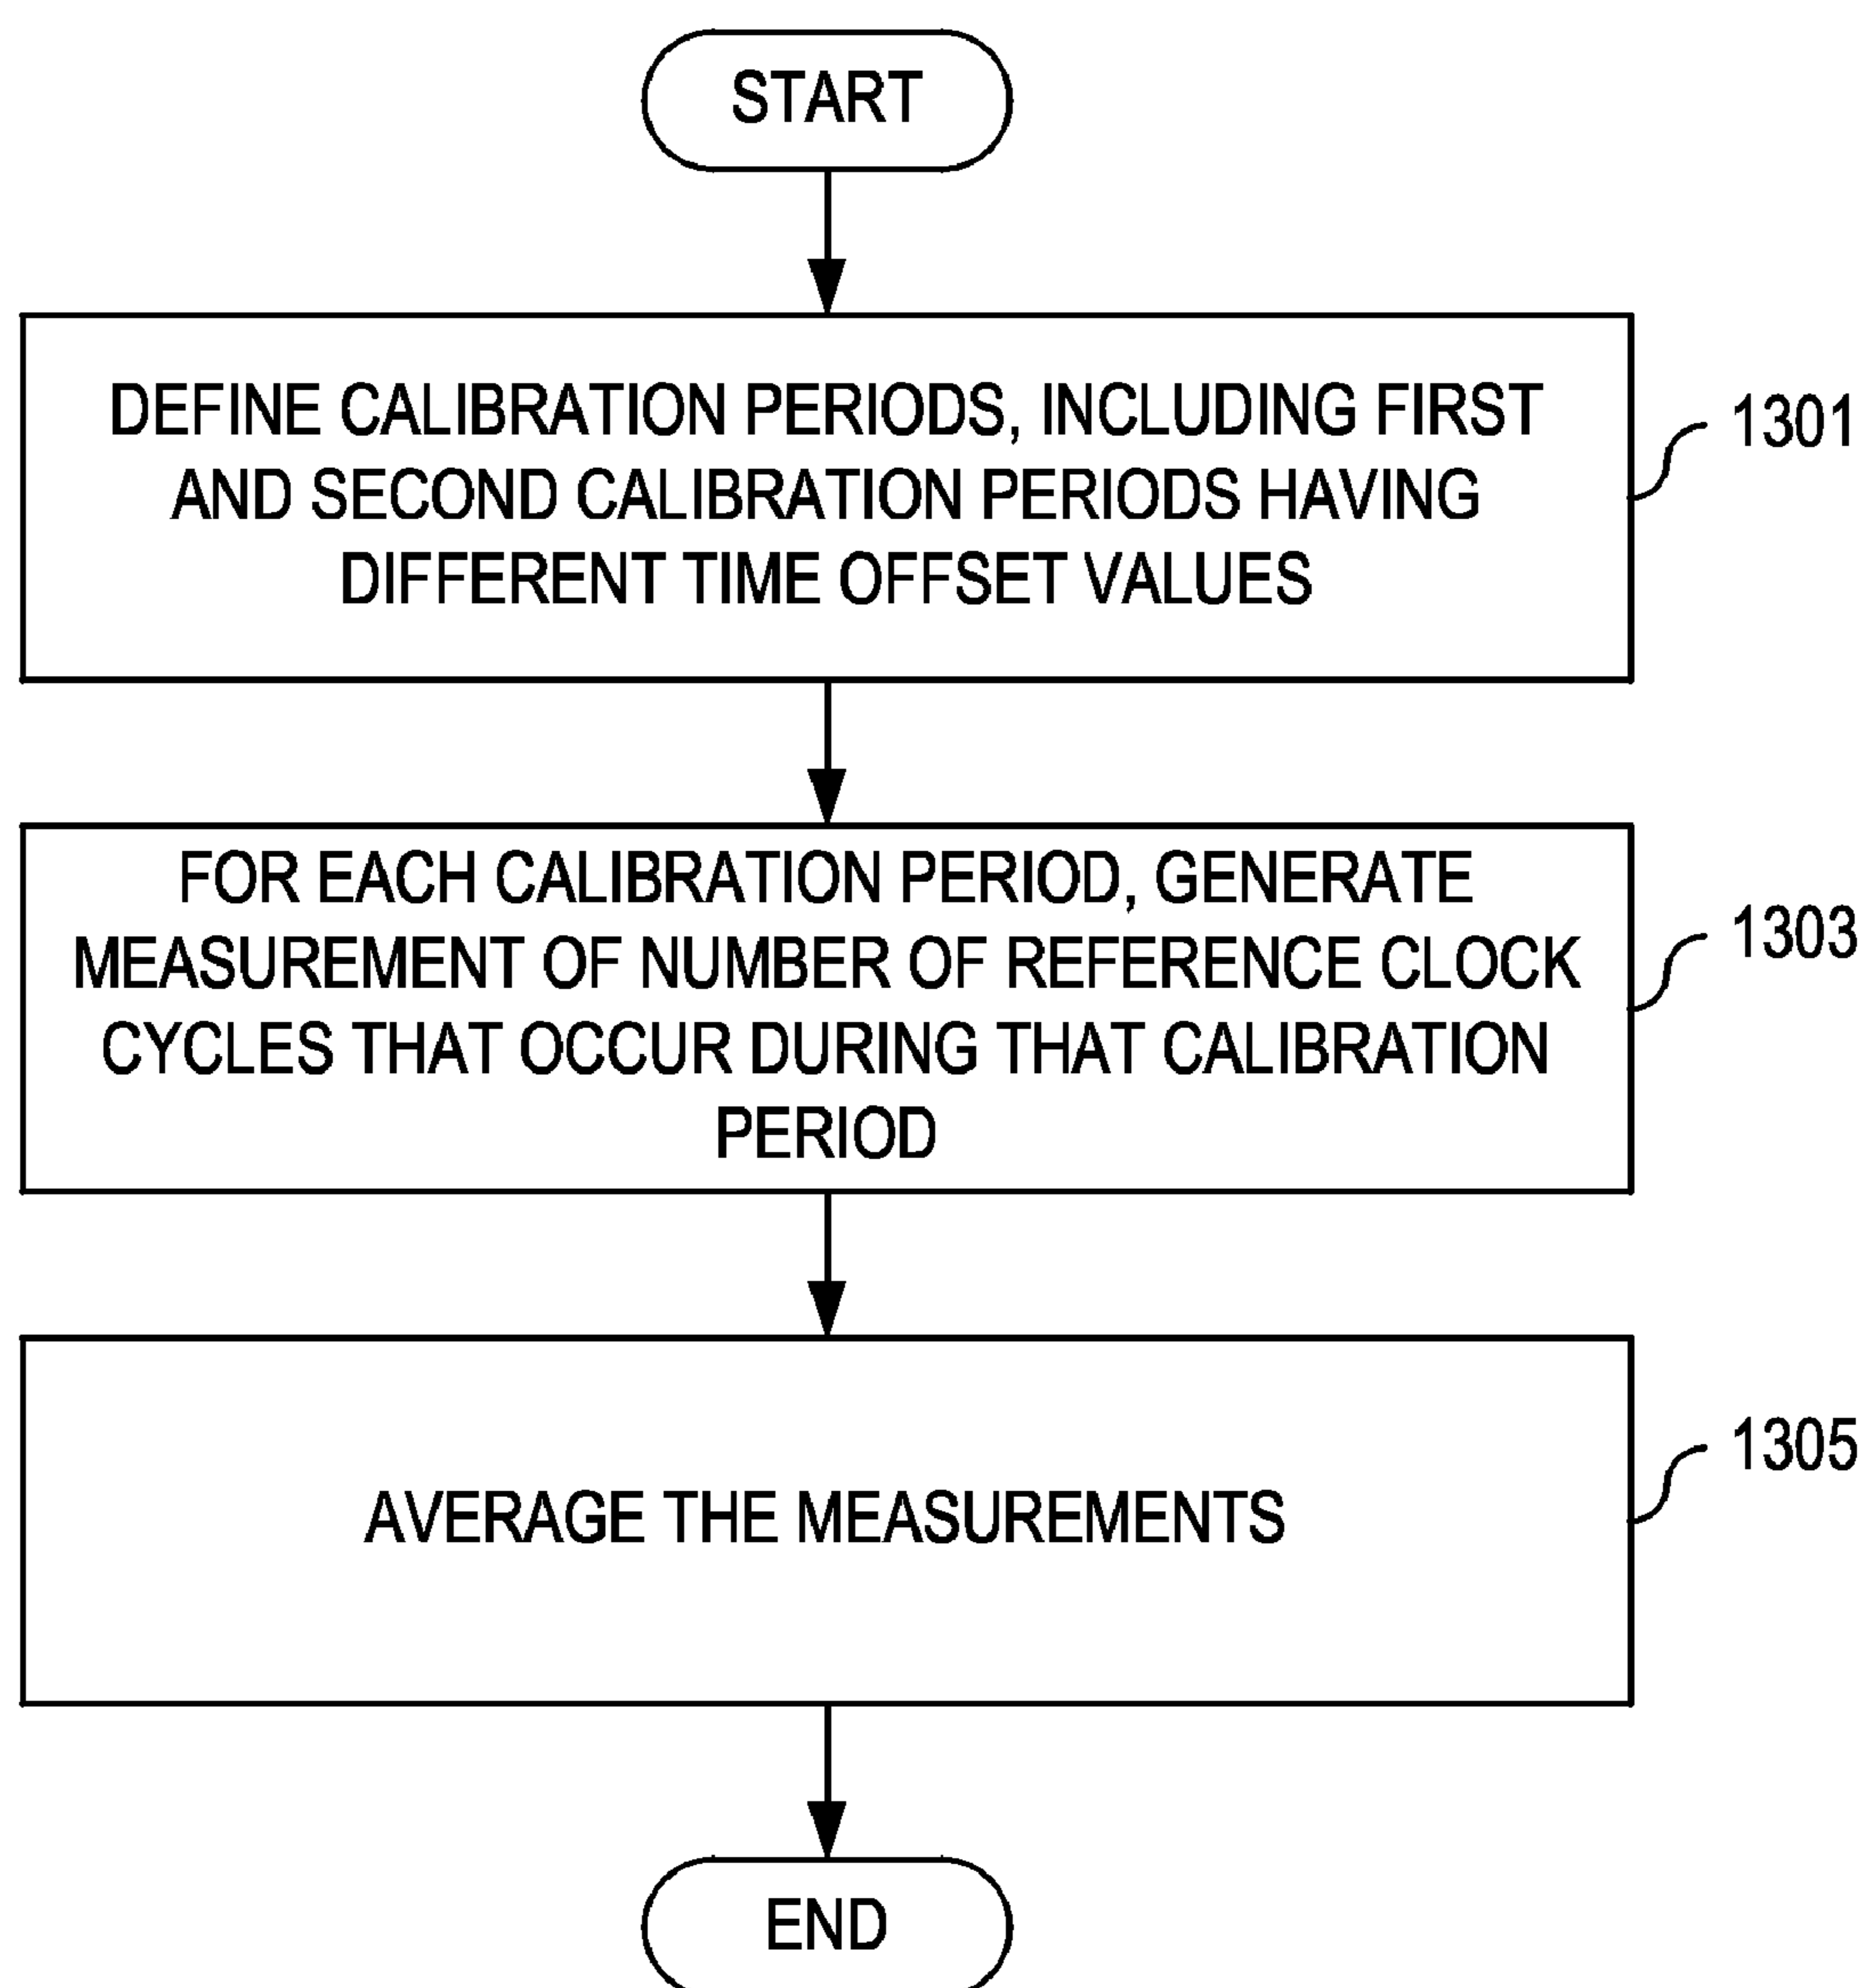 START
DEFINE CALIBRATION PERIODS, INCLUDING FIRST
AND SECOND CALIBRATION PERIODS HAVING
DIFFERENT TIME OFFSET VALUES
1301
FOR EACH CALIBRATION PERIOD, GENERATE
MEASUREMENT OF NUMBER OF REFERENCE CLOCK
CYCLES THAT OCCUR DURING THAT CALIBRATION
PERIOD
1303
AVERAGE THE MEASUREMENTS
1305
END